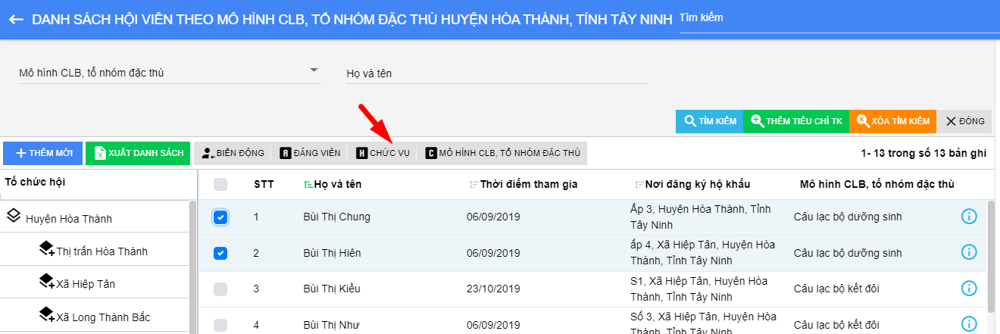 DANH SÁCH HỘI VIÊN THEO MÔ HÌNH CLB, TỔ NHÓM ĐẶC THÙ HUYỆN HÒA THÀNH, TỈNH TÂY NINH Tìm kiếm
Mô hình CLB, tổ nhóm đặc thù Họ và tên
TÌM KIẾM THÊM TIÊU CHÍ TK XÓA TÌM KIẾM ĐÓNG
THÊM MỚI XUẤT DANH SÁCH BIẾN ĐỘNG A ĐẢNG VIÊN H CHỨC VỤ C MÔ HÌNH CLB, TỔ NHÓM ĐẶC THÙ 1- 13 trong số 13 bản ghi
Tổ chức hội STT Họ và tên Thời điểm tham gia Nơi đăng ký hộ khẩu Mô hình CLB, tổ nhóm đặc thù
Huyện Hòa Thành
Thị trấn Hòa Thành
Xã Hiệp Tân
Xã Long Thành Bắc
1 Bùi Thị Chung 06/09/2019 Ấp 3, Huyện Hòa Thành, Tỉnh
Tây Ninh Câu lạc bộ dưỡng sinh
2 Bùi Thị Hiên 06/09/2019 ấp 4, Xã Hiệp Tân, Huyện Hòa
Thành, Tỉnh Tây Ninh Câu lạc bộ dưỡng sinh
3 Bùi Thị Kiều 23/10/2019 S1, Xã Hiệp Tân, Huyện Hòa
Thành, Tỉnh Tây Ninh Câu lạc bộ kết đôi
4 Bùi Thị Như 06/09/2019 Số 3, Xã Hiệp Tân, Huyện Hòa
Thành, Tỉnh Tây Ninh Câu lạc bộ kết đôi